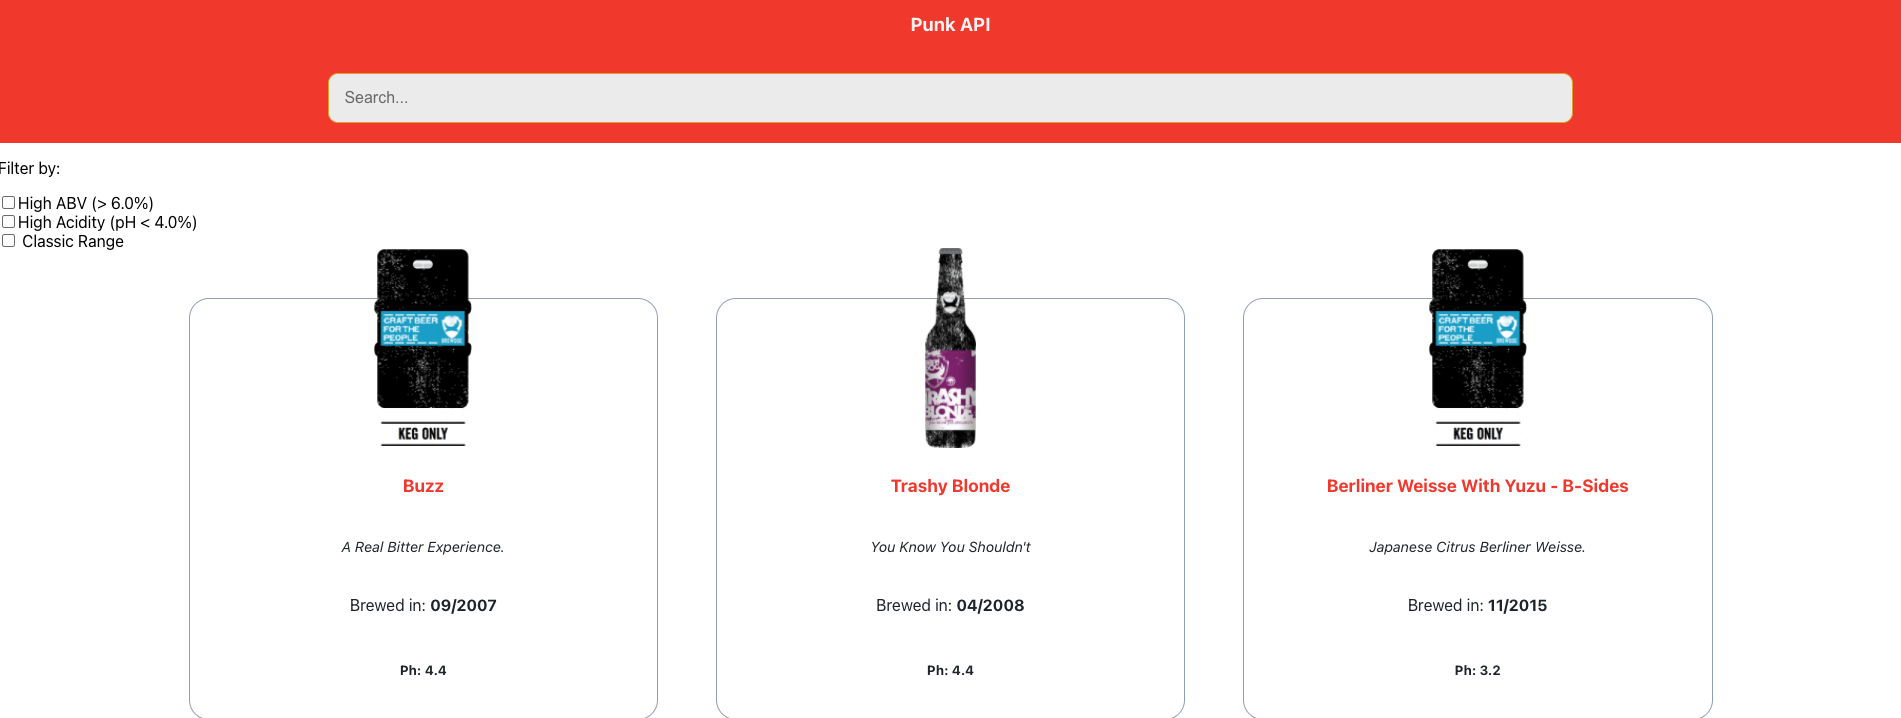 Punk API
Search...
Filter by:
High ABV (> 6.0%)
High Acidity (pH < 4.0%)
Classic Range
CRAFT BEER
FOR THE
PEOPLE
BREWDOG
KEG ONLY
Buzz
A Real Bitter Experience.
Brewed in: 09/2007
Ph: 4.4
TRASHY
BLONDE
Trashy Blonde
You Know You Shouldn't
Brewed in: 04/2008
Ph: 4.4
CRAFT BEER
FOR THE
PEOPLE
BREWDOG
KEG ONLY
Berliner Weisse With Yuzu - B-Sides
Japanese Citrus Berliner Weisse.
Brewed in: 11/2015
Ph: 3.2